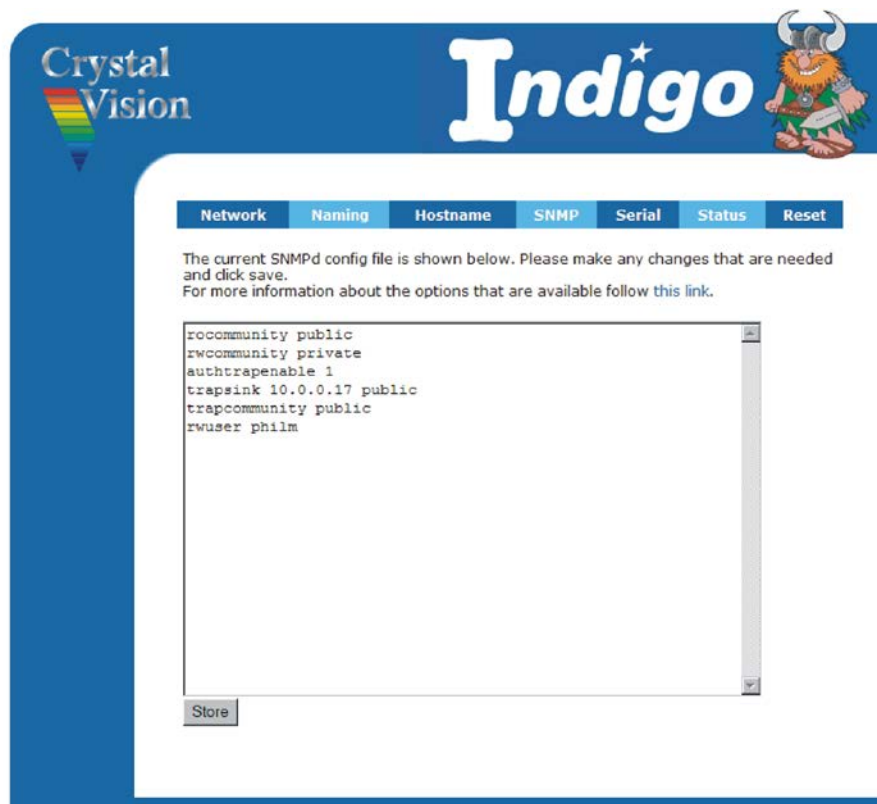 Crystal
Vision
Indigo
Network Naming Hostname SNMP Serial Status Reset
The current SNMPd config file is shown below. Please make any changes that are needed
and click save.
For more information about the options that are available follow this link.
rocommunity public
rwcommunity private
authtrapenable 1
trapsink 10.0.0.17 public
trapcommunity public
rwuser philm
Store